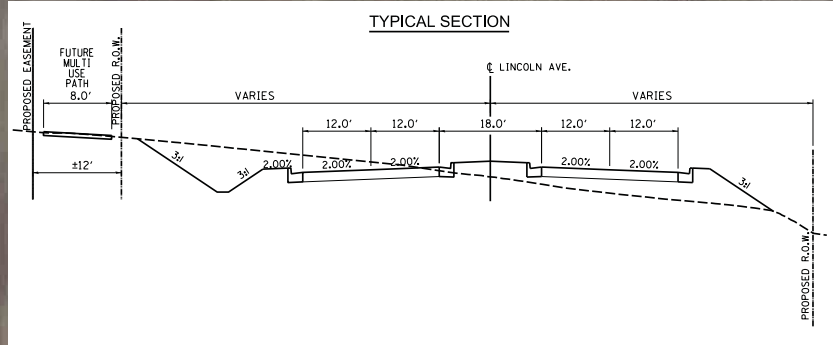 TYPICAL SECTION
PROPOSED EASEMENT
FUTURE
MULTI
USE
PATH
8.0'
PROPOSED R.O.W.
℄ LINCOLN AVE.
VARIES
VARIES
12.0'
12.0'
18.0'
12.0'
12.0'
±12'
3:1
3:1
2.00%
2.00%
2.00%
2.00%
2.00%
3:1
PROPOSED R.O.W.